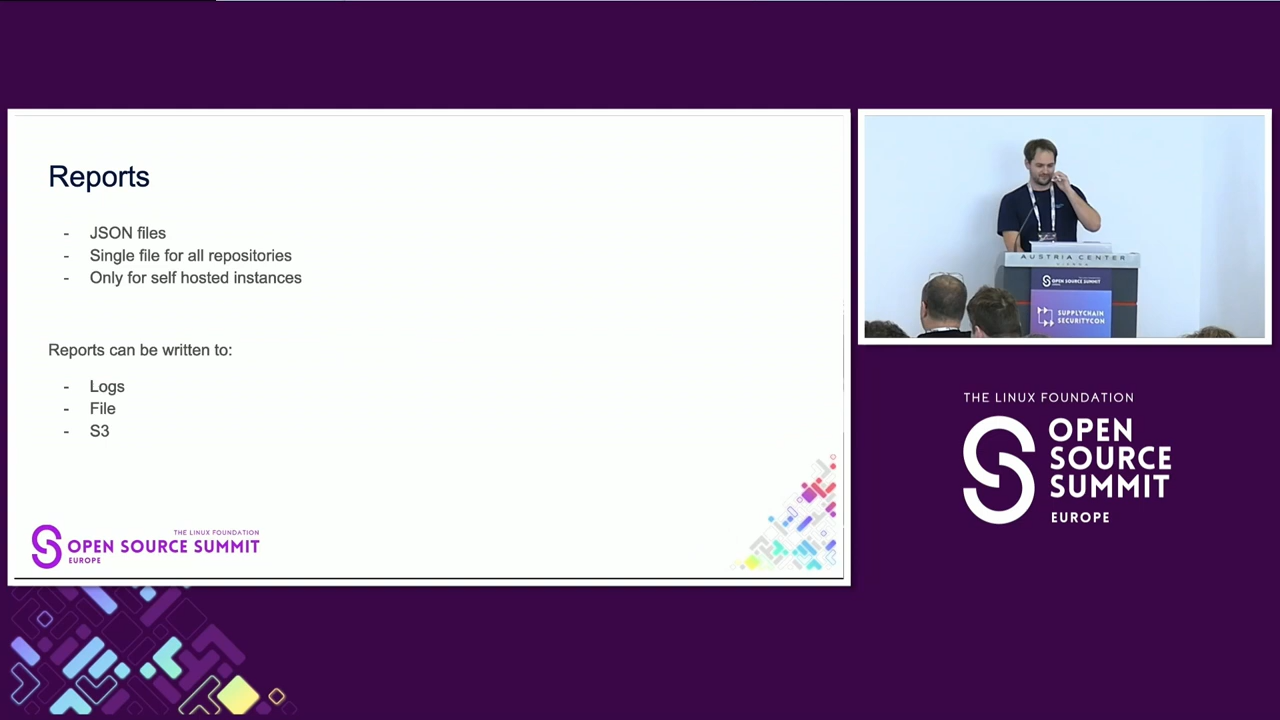 Reports
- JSON files
- Single file for all repositories
- Only for self hosted instances
Reports can be written to:
- Logs
- File
- S3
THE LINUX FOUNDATION
OPEN SOURCE SUMMIT
EUROPE
AUSTRIA CENTER
OPEN SOURCE SUMMIT
SUPPLYCHAIN
SECURITYCON
THE LINUX FOUNDATION
OPEN
SOURCE
SUMMIT
EUROPE